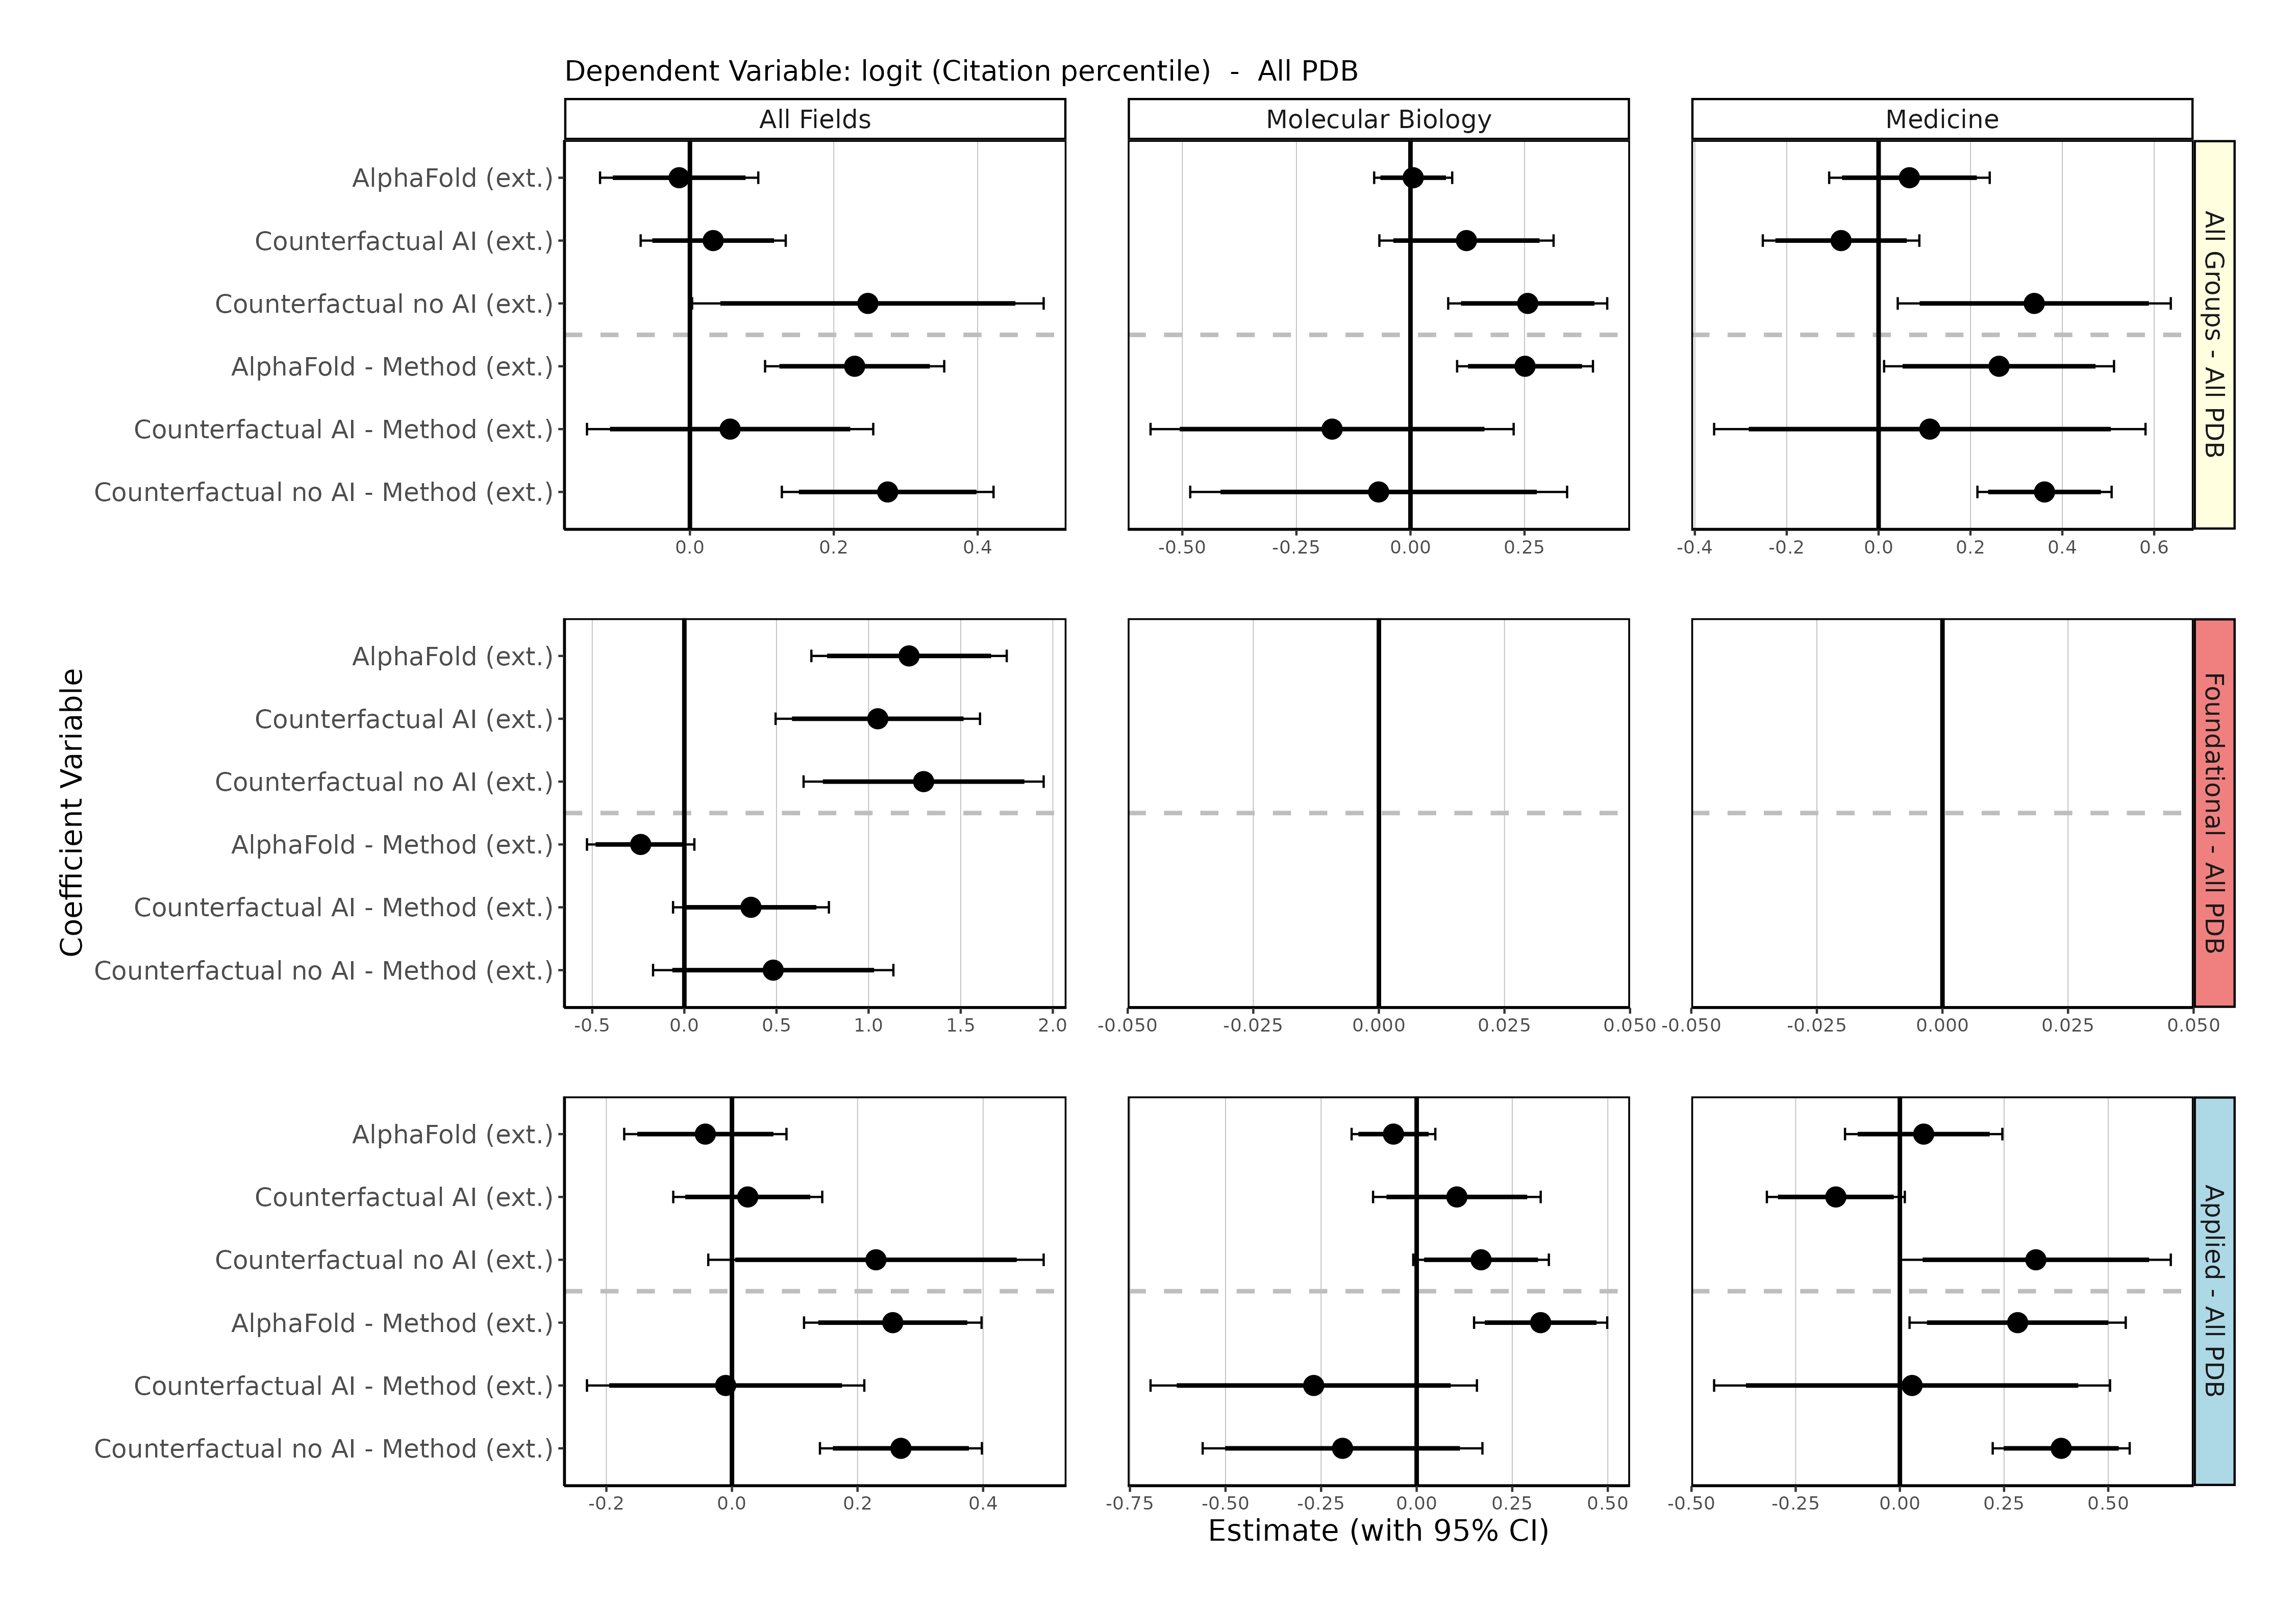 Dependent Variable: logit (Citation percentile)  -  All PDB
All Fields
Molecular Biology
Medicine
AlphaFold (ext.)
Counterfactual AI (ext.)
Counterfactual no AI (ext.)
AlphaFold - Method (ext.)
Counterfactual AI - Method (ext.)
Counterfactual no AI - Method (ext.)
All Groups - All PDB
0.0 0.2 0.4
-0.50 -0.25 0.00 0.25
-0.4 -0.2 0.0 0.2 0.4 0.6
Coefficient Variable
AlphaFold (ext.)
Counterfactual AI (ext.)
Counterfactual no AI (ext.)
AlphaFold - Method (ext.)
Counterfactual AI - Method (ext.)
Counterfactual no AI - Method (ext.)
Foundational - All PDB
-0.5 0.0 0.5 1.0 1.5 2.0
-0.050 -0.025 0.000 0.025 0.050
-0.050 -0.025 0.000 0.025 0.050
AlphaFold (ext.)
Counterfactual AI (ext.)
Counterfactual no AI (ext.)
AlphaFold - Method (ext.)
Counterfactual AI - Method (ext.)
Counterfactual no AI - Method (ext.)
Applied - All PDB
-0.2 0.0 0.2 0.4
-0.75 -0.50 -0.25 0.00 0.25 0.50
-0.50 -0.25 0.00 0.25 0.50
Estimate (with 95% CI)